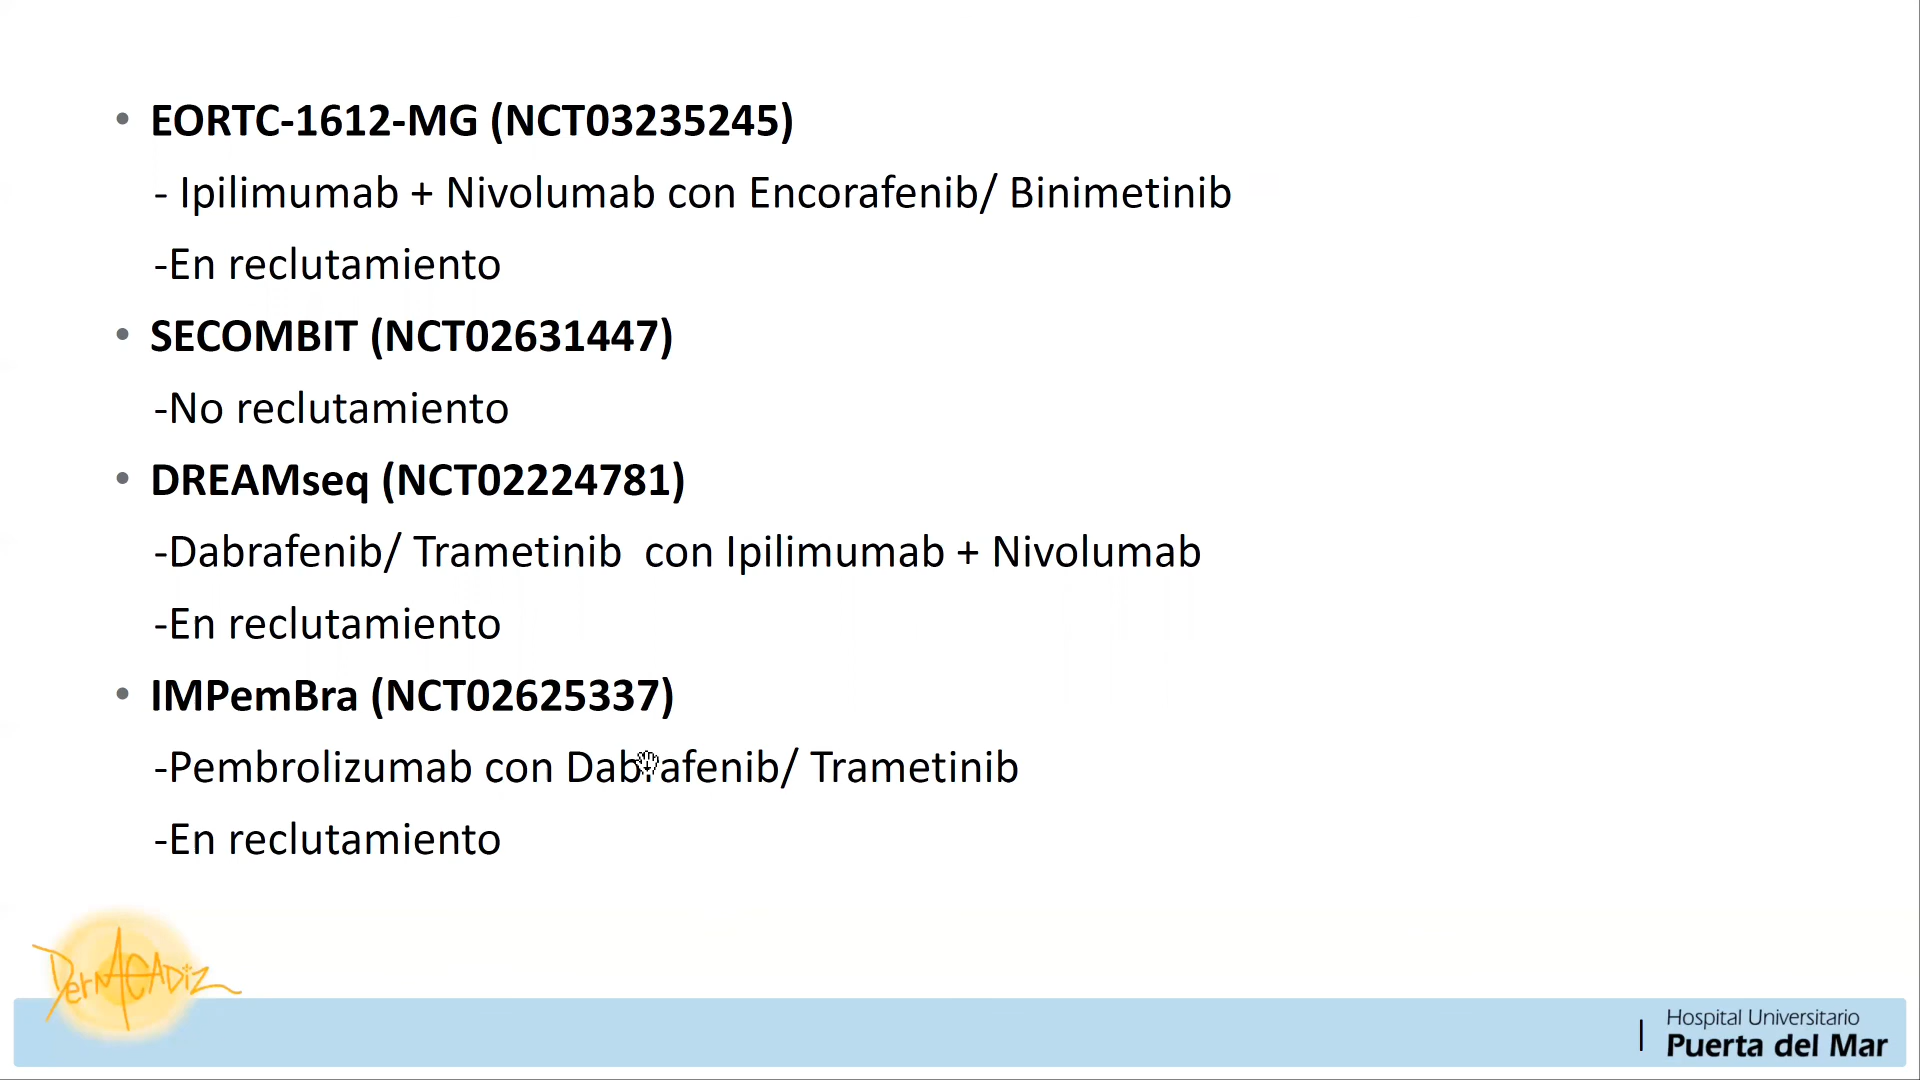 • EORTC-1612-MG (NCT03235245)
- Ipilimumab + Nivolumab con Encorafenib/ Binimetinib
-En reclutamiento
• SECOMBIT (NCT02631447)
-No reclutamiento
• DREAMseq (NCT02224781)
-Dabrafenib/ Trametinib  con Ipilimumab + Nivolumab
-En reclutamiento
• IMPemBra (NCT02625337)
-Pembrolizumab con Dabrafenib/ Trametinib
-En reclutamiento
DermACADiz
Hospital Universitario
Puerta del Mar